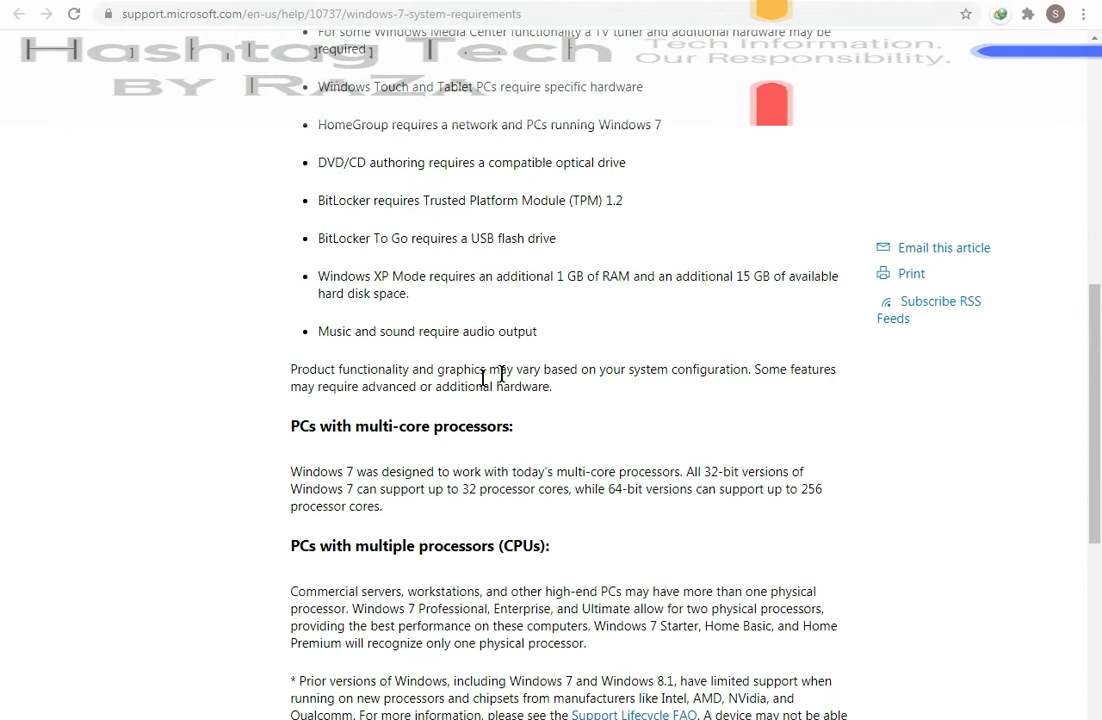 support.microsoft.com/en-us/help/10737/windows-7-system-requirements
S
For some Windows Media Center functionality a TV tuner and additional hardware may be
required
Hashtag Tech
BY RAZA
Tech Information.
Our Responsibility.
Windows Touch and Tablet PCs require specific hardware
HomeGroup requires a network and PCs running Windows 7
DVD/CD authoring requires a compatible optical drive
BitLocker requires Trusted Platform Module (TPM) 1.2
BitLocker To Go requires a USB flash drive
Windows XP Mode requires an additional 1 GB of RAM and an additional 15 GB of available
hard disk space.
Music and sound require audio output
Product functionality and graphics may vary based on your system configuration. Some features
may require advanced or additional hardware.
PCs with multi-core processors:
Windows 7 was designed to work with today's multi-core processors. All 32-bit versions of
Windows 7 can support up to 32 processor cores, while 64-bit versions can support up to 256
processor cores.
PCs with multiple processors (CPUs):
Commercial servers, workstations, and other high-end PCs may have more than one physical
processor. Windows 7 Professional, Enterprise, and Ultimate allow for two physical processors,
providing the best performance on these computers. Windows 7 Starter, Home Basic, and Home
Premium will recognize only one physical processor.
* Prior versions of Windows, including Windows 7 and Windows 8.1, have limited support when
running on new processors and chipsets from manufacturers like Intel, AMD, NVidia, and
Qualcomm. For more information, please see the Support Lifecycle FAQ. A device may not be able
Email this article
Print
Subscribe RSS
Feeds